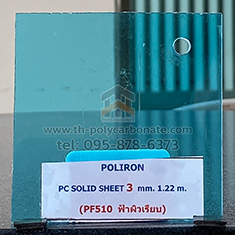 www.th-polycarbonate.com
tel : 095-878-6373
POLIRON
PC SOLID SHEET 3 mm. 1.22 m.
(PF510 ฟ้าผิวเรียบ)